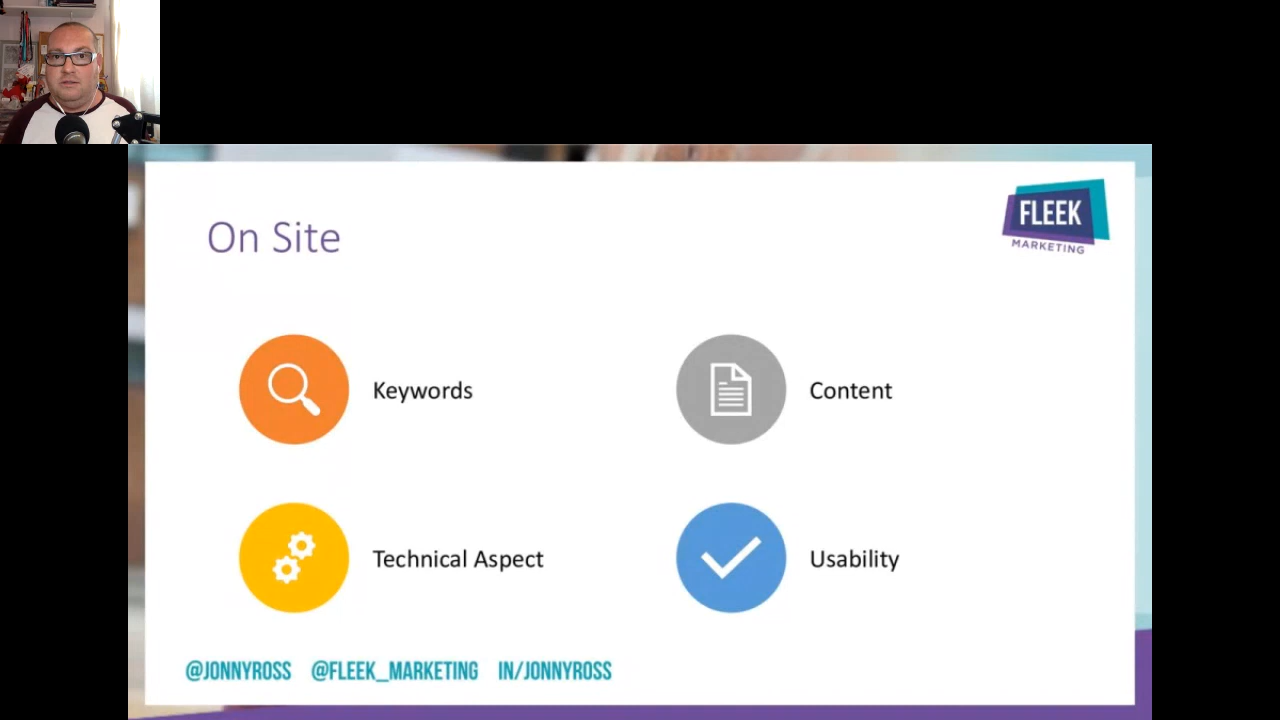 FLEEK
MARKETING
On Site
Keywords
Content
Technical Aspect
Usability
@JONNYROSS @FLEEK_MARKETING IN/JONNYROSS